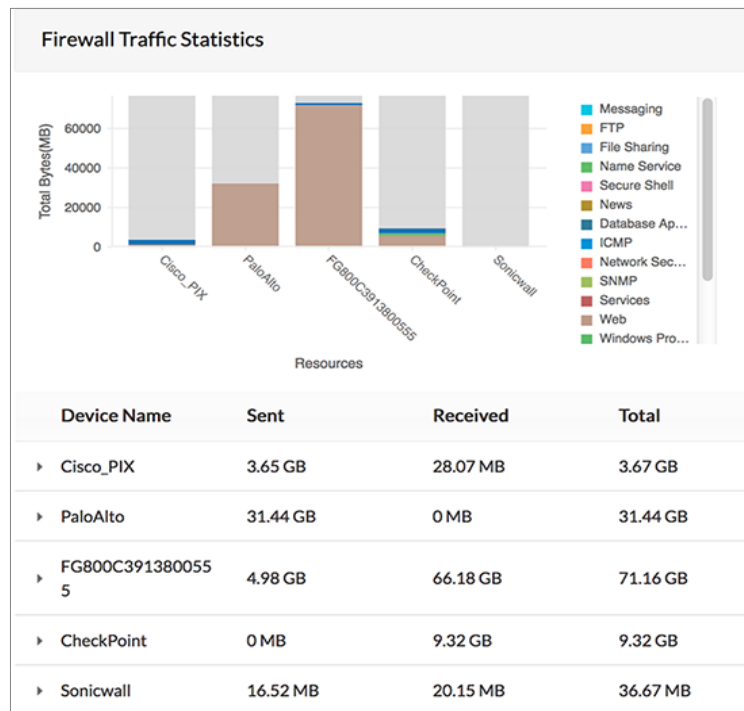 Firewall Traffic Statistics
Total Bytes(MB)
60000
40000
20000
0
Cisco_PIX
PaloAlto
FG800C3913800555
CheckPoint
Sonicwall
Resources
Messaging
FTP
File Sharing
Name Service
Secure Shell
News
Database Ap...
ICMP
Network Sec...
SNMP
Services
Web
Windows Pro...
Device Name Sent Received Total
Cisco_PIX 3.65 GB 28.07 MB 3.67 GB
PaloAlto 31.44 GB 0 MB 31.44 GB
FG800C391380055
5 4.98 GB 66.18 GB 71.16 GB
CheckPoint 0 MB 9.32 GB 9.32 GB
Sonicwall 16.52 MB 20.15 MB 36.67 MB